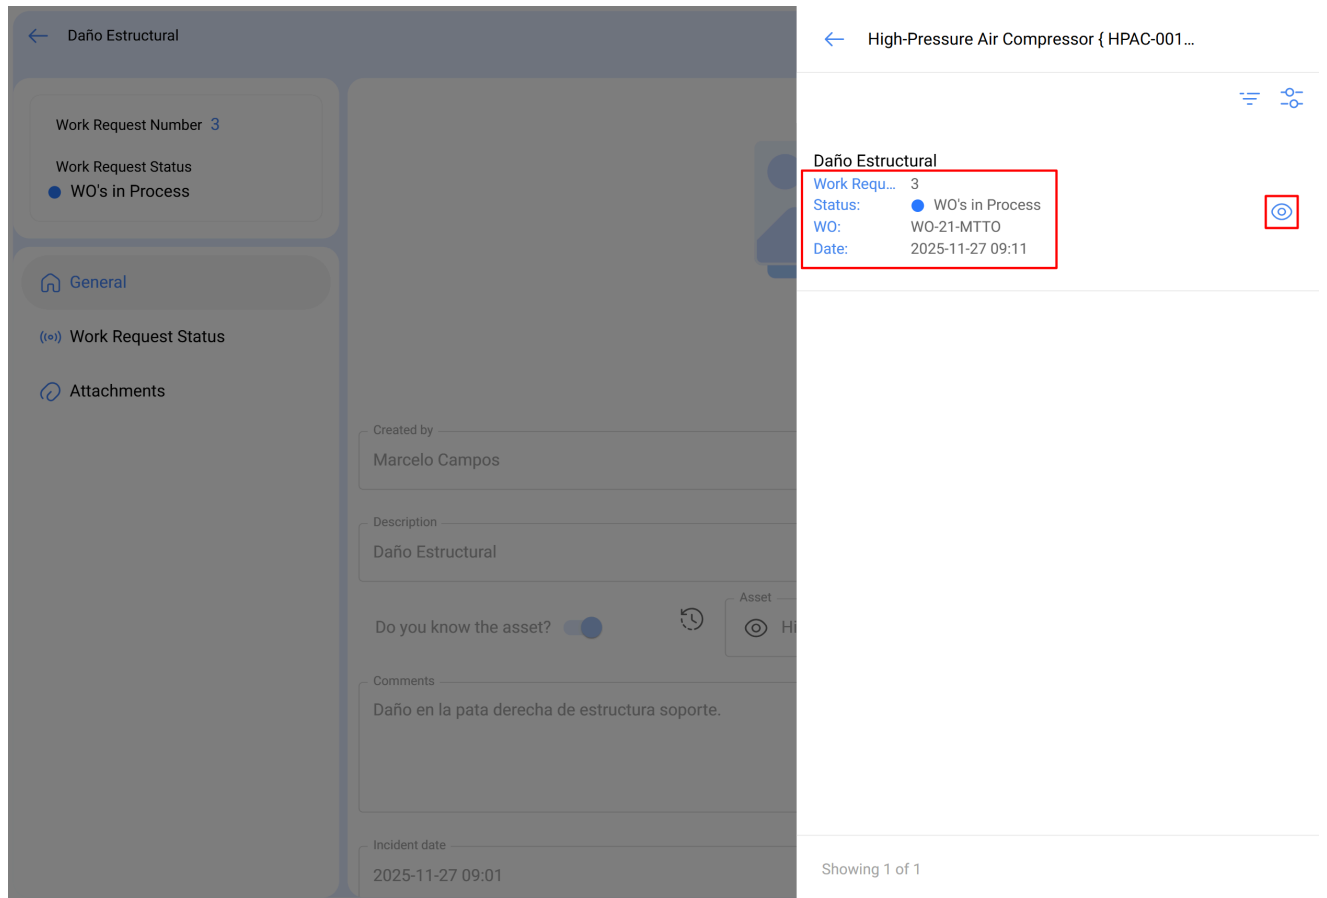 Daño Estructural
Work Request Number 3
Work Request Status
WO's in Process
General
Work Request Status
Attachments
Created by
Marcelo Campos
Description
Daño Estructural
Do you know the asset?
Asset
Hi
Comments
Daño en la pata derecha de estructura soporte.
Incident date
2025-11-27 09:01
High-Pressure Air Compressor { HPAC-001...
Daño Estructural
Work Requ... 3
Status: WO's in Process
WO: WO-21-MTTO
Date: 2025-11-27 09:11
Showing 1 of 1